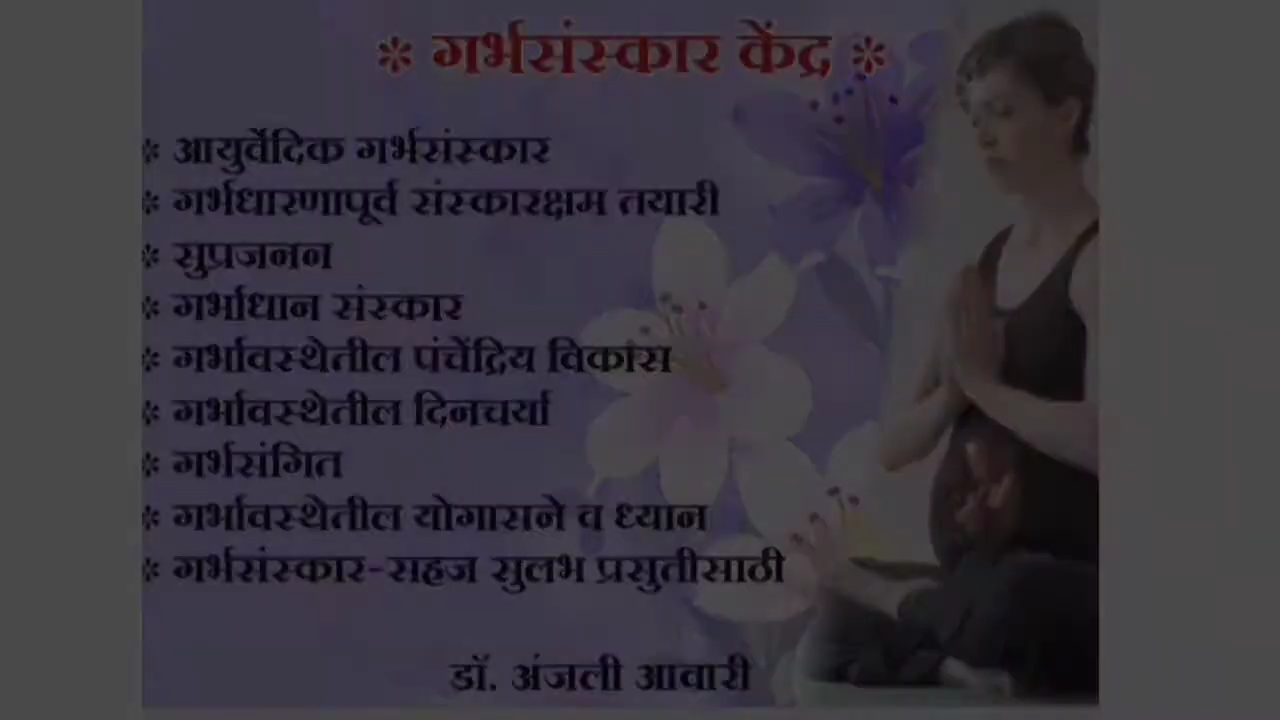 * गर्भसंस्कार केंद्र *
* आयुर्वेदिक गर्भसंस्कार
* गर्भधारणापूर्व संस्कारक्षम तयारी
* सुप्रजनन
* गर्भाधान संस्कार
* गर्भावस्थेतील पंचेंद्रिय विकास
* गर्भावस्थेतील दिनचर्या
* गर्भसंगित
* गर्भावस्थेतील योगासने व ध्यान
* गर्भसंस्कार-सहज सुलभ प्रसुतीसाठी
डॉ. अंजली आवारी